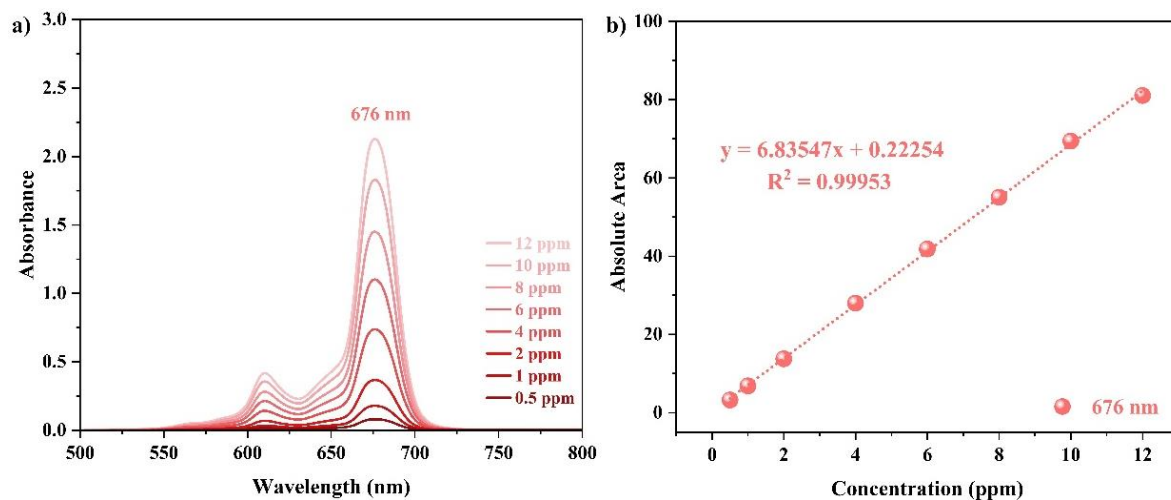 a)
3.0
2.5
2.0
1.5
1.0
0.5
0.0
Absorbance
676 nm
12 ppm
10 ppm
8 ppm
6 ppm
4 ppm
2 ppm
1 ppm
0.5 ppm
500 550 600 650 700 750 800
Wavelength (nm)
b)
100
80
60
40
20
0
Absolute Area
y = 6.83547x + 0.22254
R² = 0.99953
676 nm
0 2 4 6 8 10 12
Concentration (ppm)